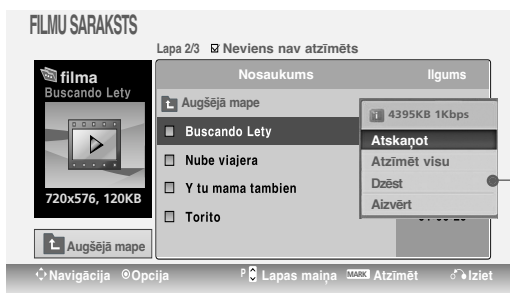 FILMU SARAKSTS
Lapa 2/3 Neviens nav atzīmēts
filma
Buscando Lety
720x576, 120KB
Augšējā mape
Nosaukums Ilgums
Augšējā mape
Buscando Lety
Nube viajera
Y tu mama tambien
Torito
4395KB 1Kbps
Atskaņot
Atzīmēt visu
Dzēst
Aizvērt
Navigācija Opcija P Lapas maiņa MARK Atzīmēt Iziet